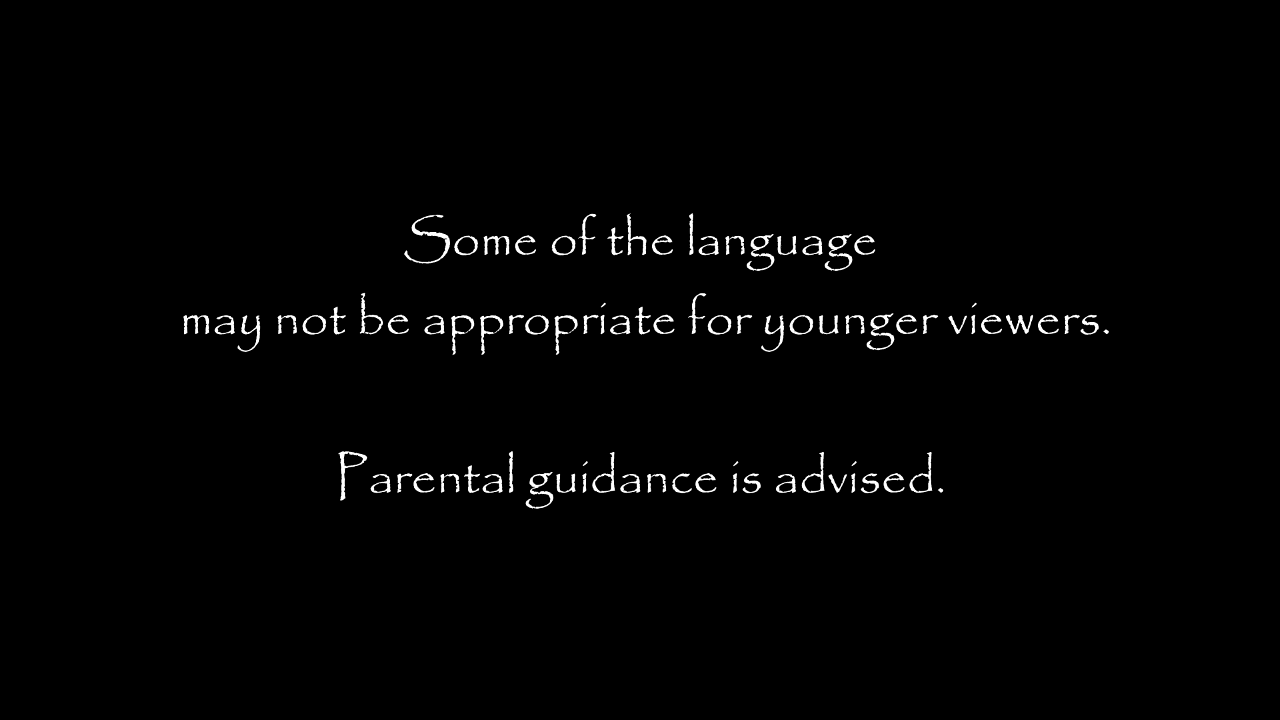 Some of the language
may not be appropriate for younger viewers.
Parental guidance is advised.